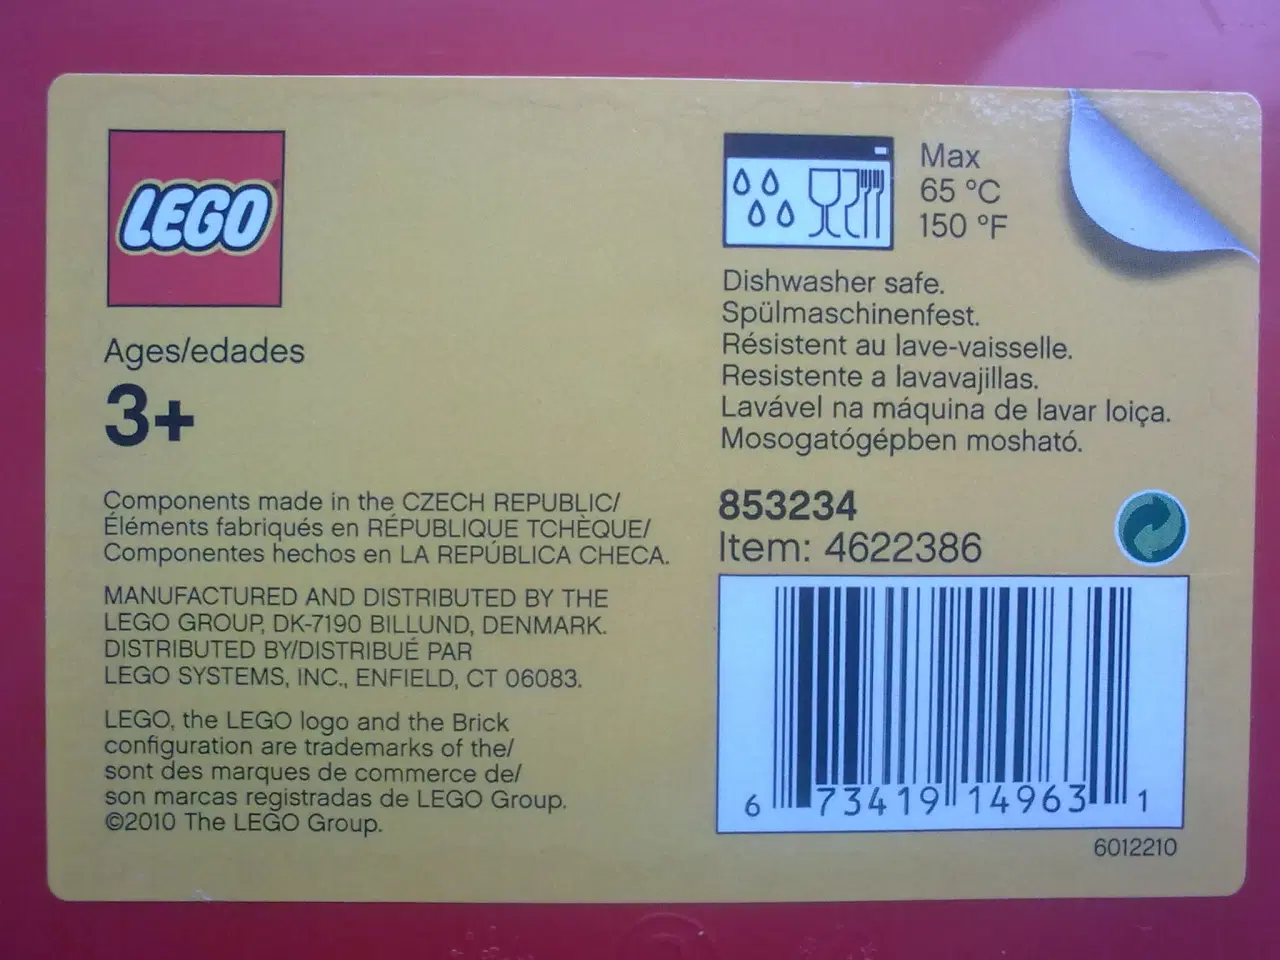 LEGO
Ages/edades
3+
Components made in the CZECH REPUBLIC/
Éléments fabriqués en RÉPUBLIQUE TCHÈQUE/
Componentes hechos en LA REPÚBLICA CHECA.
MANUFACTURED AND DISTRIBUTED BY THE
LEGO GROUP, DK-7190 BILLUND, DENMARK.
DISTRIBUTED BY/DISTRIBUÉ PAR
LEGO SYSTEMS, INC., ENFIELD, CT 06083.
LEGO, the LEGO logo and the Brick
configuration are trademarks of the/
sont des marques de commerce de/
son marcas registradas de LEGO Group.
©2010 The LEGO Group.
Max
65 °C
150 °F
Dishwasher safe.
Spülmaschinenfest.
Résistent au lave-vaisselle.
Resistente a lavavajillas.
Lavável na máquina de lavar loiça.
Mosogatógépben mosható.
853234
Item: 4622386
6 73419 14963 1
6012210